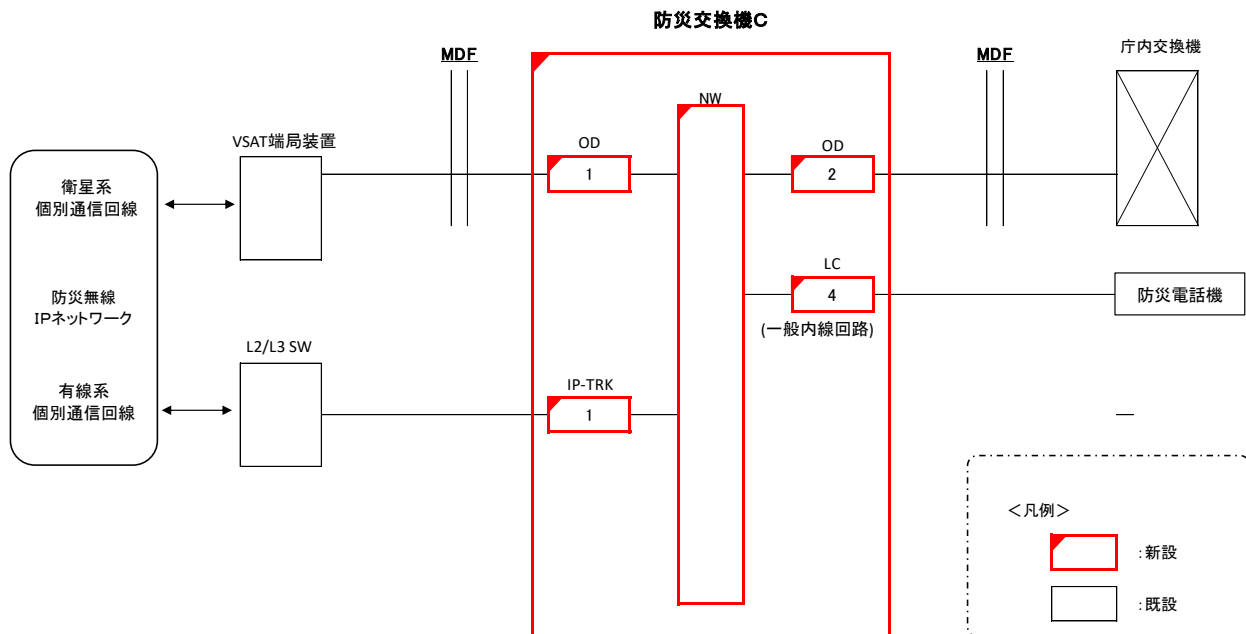 防災交換機C
MDF
MDF
庁内交換機
NW
VSAT端局装置
OD
1
OD
2
衛星系
個別通信回線
LC
4
(一般内線回路)
防災電話機
防災無線
IPネットワーク
L2/L3 SW
IP-TRK
1
有線系
個別通信回線
＜凡例＞
:新設
:既設